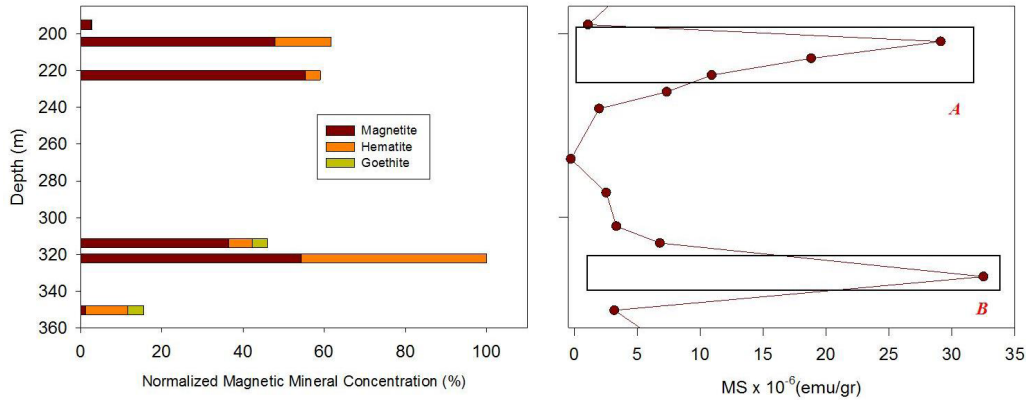 200
220
240
260
280
300
320
340
360
Depth (m)
0
20
40
60
80
100
Normalized Magnetic Mineral Concentration (%)
Magnetite
Hematite
Goethite
A
B
0
5
10
15
20
25
30
35
MS x 10⁻⁶(emu/gr)